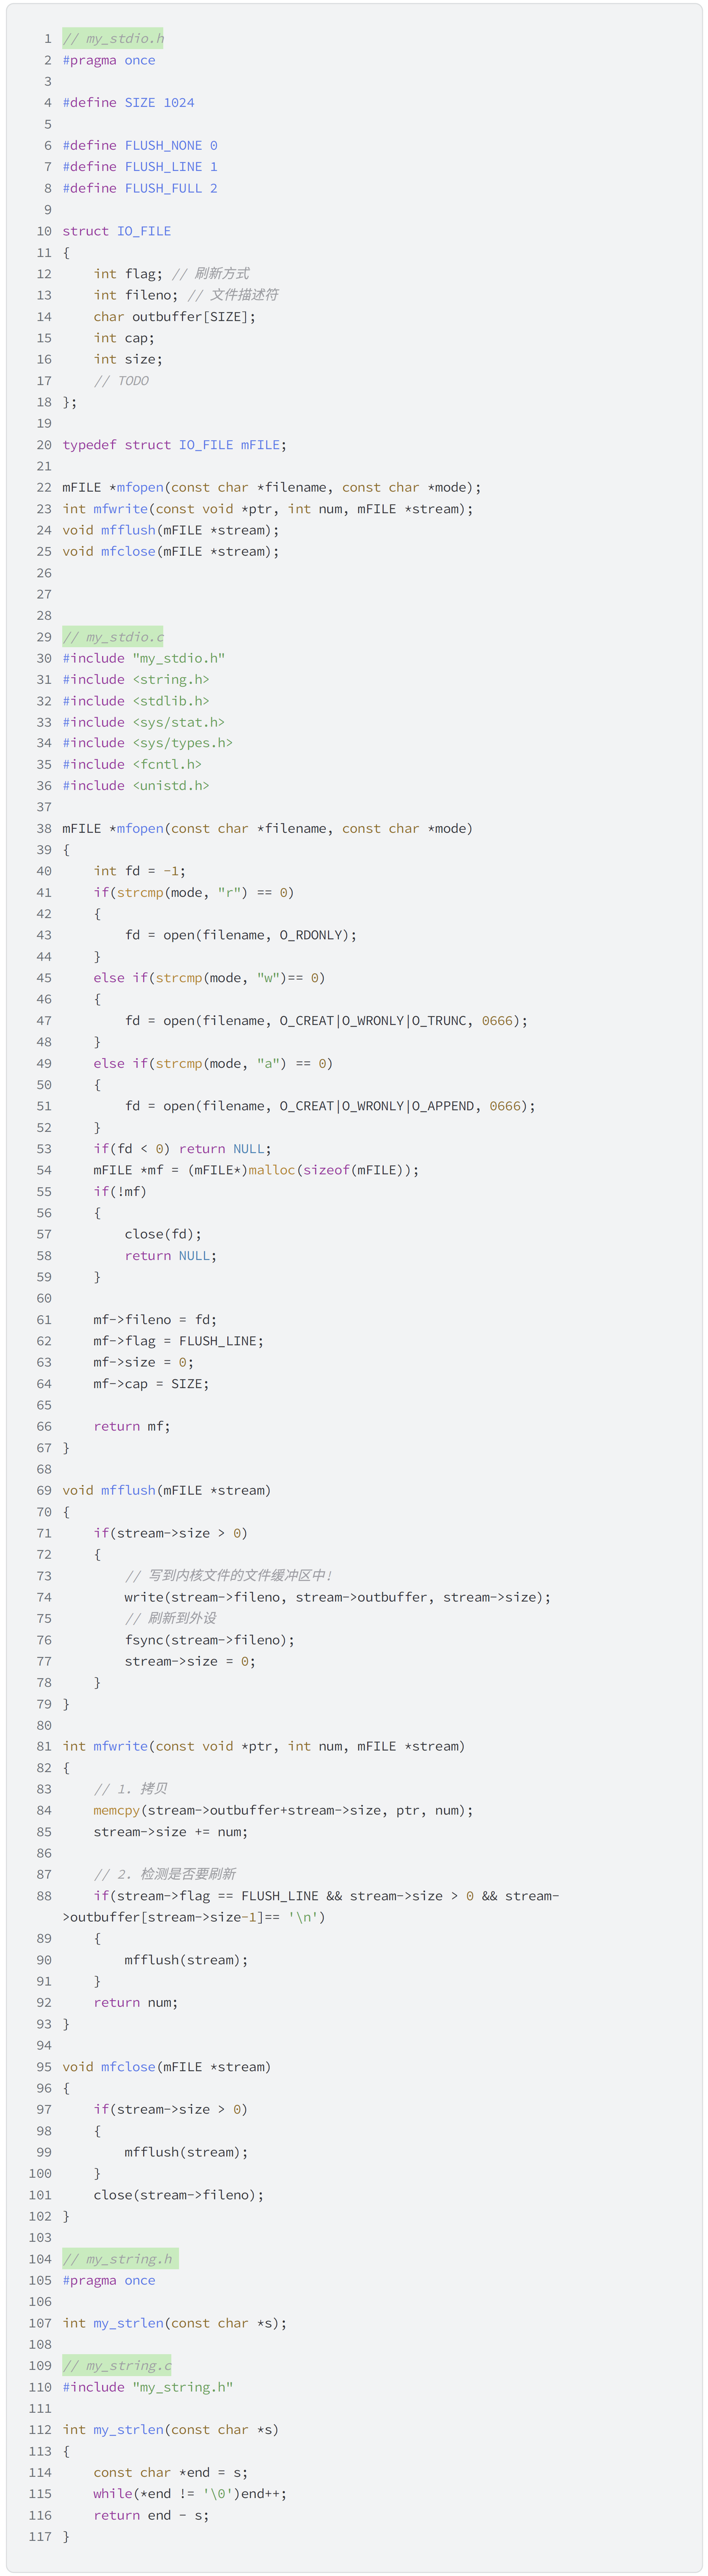 1 // my_stdio.h
2 #pragma once
3
4 #define SIZE 1024
5
6 #define FLUSH_NONE 0
7 #define FLUSH_LINE 1
8 #define FLUSH_FULL 2
9
10 struct IO_FILE
11 {
12     int flag; // 刷新方式
13     int fileno; // 文件描述符
14     char outbuffer[SIZE];
15     int cap;
16     int size;
17     // TODO
18 };
19
20 typedef struct IO_FILE mFILE;
21
22 mFILE *mfopen(const char *filename, const char *mode);
23 int mfwrite(const void *ptr, int num, mFILE *stream);
24 void mfflush(mFILE *stream);
25 void mfclose(mFILE *stream);
26
27
28
29 // my_stdio.c
30 #include "my_stdio.h"
31 #include <string.h>
32 #include <stdlib.h>
33 #include <sys/stat.h>
34 #include <sys/types.h>
35 #include <fcntl.h>
36 #include <unistd.h>
37
38 mFILE *mfopen(const char *filename, const char *mode)
39 {
40     int fd = -1;
41     if(strcmp(mode, "r") == 0)
42     {
43         fd = open(filename, O_RDONLY);
44     }
45     else if(strcmp(mode, "w")== 0)
46     {
47         fd = open(filename, O_CREAT|O_WRONLY|O_TRUNC, 0666);
48     }
49     else if(strcmp(mode, "a") == 0)
50     {
51         fd = open(filename, O_CREAT|O_WRONLY|O_APPEND, 0666);
52     }
53     if(fd < 0) return NULL;
54     mFILE *mf = (mFILE*)malloc(sizeof(mFILE));
55     if(!mf)
56     {
57         close(fd);
58         return NULL;
59     }
60
61     mf->fileno = fd;
62     mf->flag = FLUSH_LINE;
63     mf->size = 0;
64     mf->cap = SIZE;
65
66     return mf;
67 }
68
69 void mfflush(mFILE *stream)
70 {
71     if(stream->size > 0)
72     {
73         // 写到内核文件的文件缓冲区中!
74         write(stream->fileno, stream->outbuffer, stream->size);
75         // 刷新到外设
76         fsync(stream->fileno);
77         stream->size = 0;
78     }
79 }
80
81 int mfwrite(const void *ptr, int num, mFILE *stream)
82 {
83     // 1. 拷贝
84     memcpy(stream->outbuffer+stream->size, ptr, num);
85     stream->size += num;
86
87     // 2. 检测是否要刷新
88     if(stream->flag == FLUSH_LINE && stream->size > 0 && stream-
>outbuffer[stream->size-1]== '\n')
89     {
90         mfflush(stream);
91     }
92     return num;
93 }
94
95 void mfclose(mFILE *stream)
96 {
97     if(stream->size > 0)
98     {
99         mfflush(stream);
100     }
101     close(stream->fileno);
102 }
103
104 // my_string.h
105 #pragma once
106
107 int my_strlen(const char *s);
108
109 // my_string.c
110 #include "my_string.h"
111
112 int my_strlen(const char *s)
113 {
114     const char *end = s;
115     while(*end != '\0')end++;
116     return end - s;
117 }